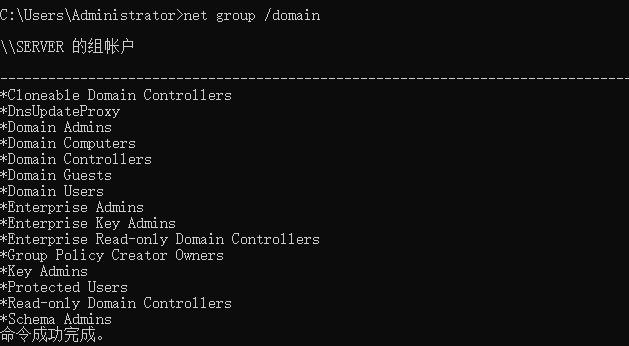 C:\Users\Administrator>net group /domain
\\SERVER 的组帐户
-------------------------------------------------------------------------------
*Cloneable Domain Controllers
*DnsUpdateProxy
*Domain Admins
*Domain Computers
*Domain Controllers
*Domain Guests
*Domain Users
*Enterprise Admins
*Enterprise Key Admins
*Enterprise Read-only Domain Controllers
*Group Policy Creator Owners
*Key Admins
*Protected Users
*Read-only Domain Controllers
*Schema Admins
命令成功完成。